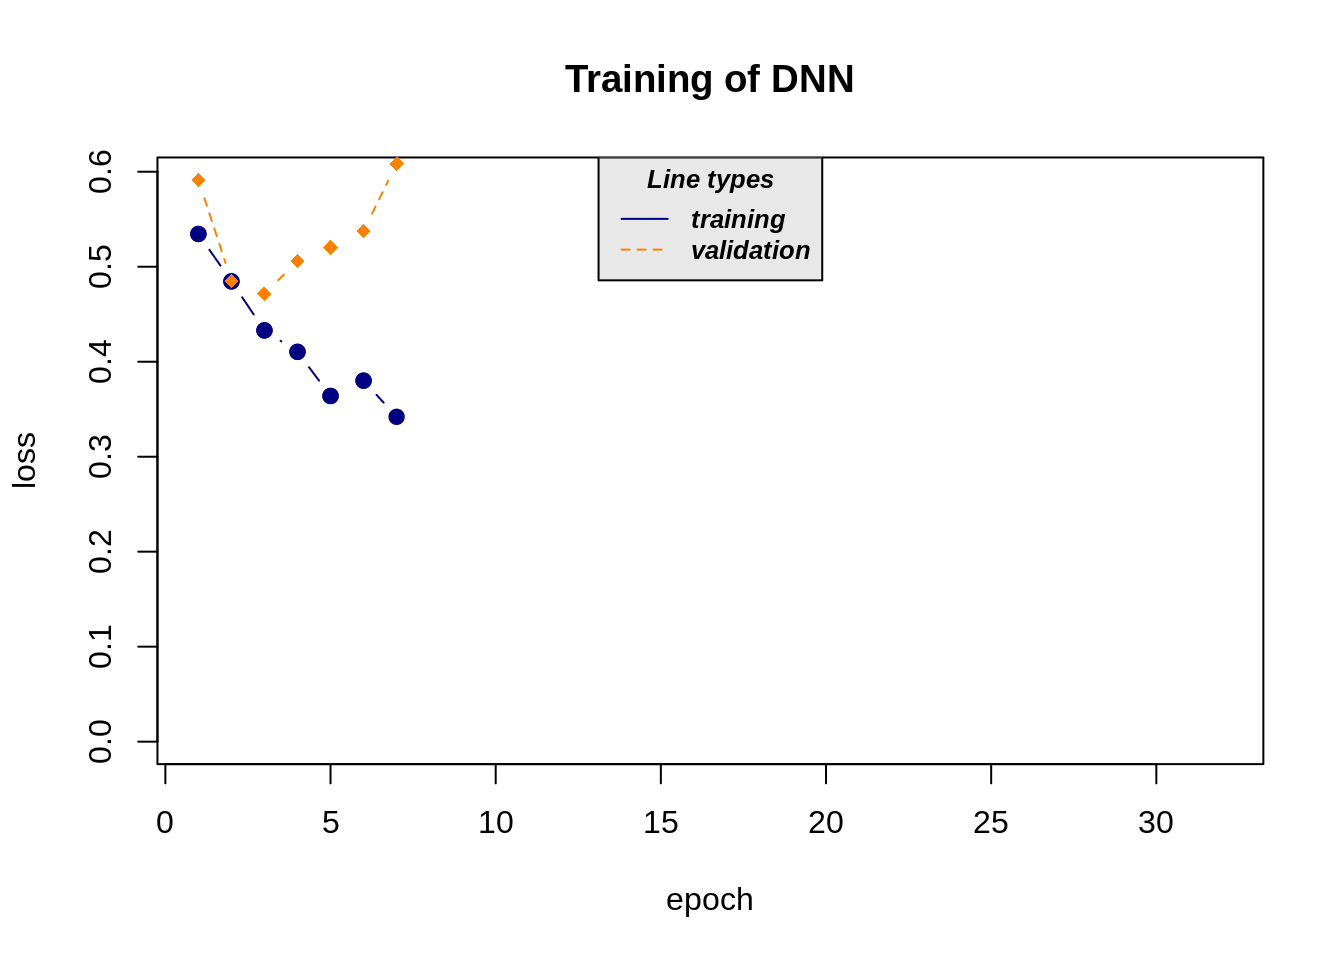 Training of DNN
Line types
training
validation
loss
0.6
0.5
0.4
0.3
0.2
0.1
0.0
0 5 10 15 20 25 30
epoch